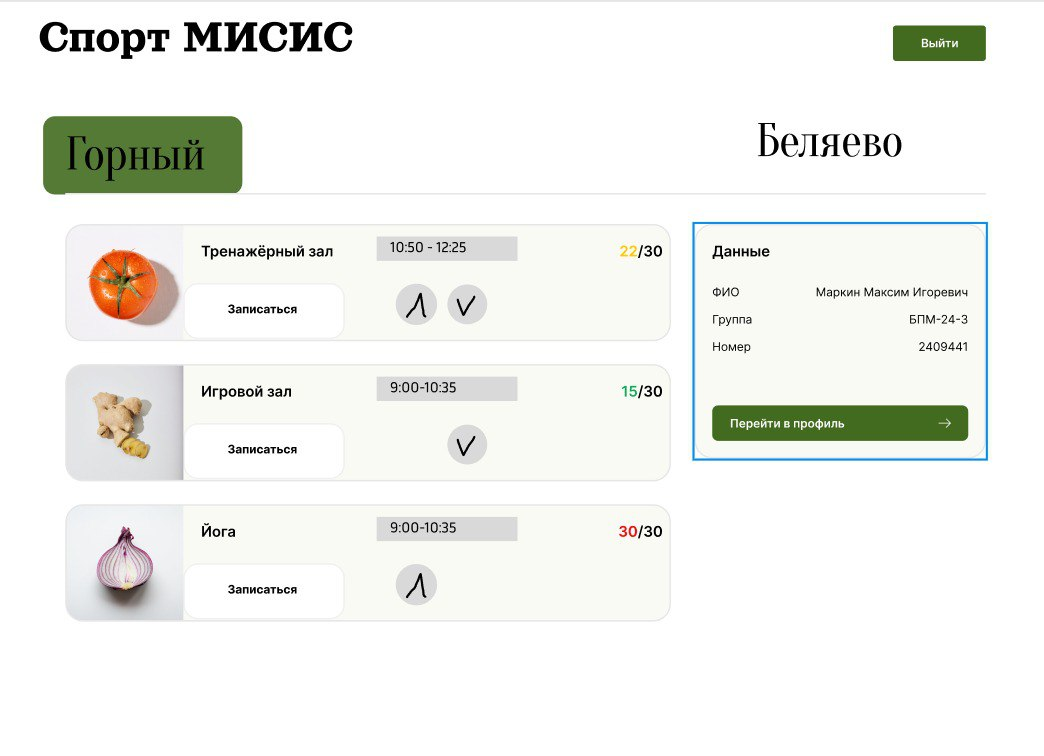 Спорт МИСИС
Выйти
Горный
Беляево
Тренажёрный зал
10:50 - 12:25
22/30
Записаться
Игровой зал
9:00-10:35
15/30
Записаться
Йога
9:00-10:35
30/30
Записаться
Данные
ФИО Маркин Максим Игоревич
Группа БПМ-24-3
Номер 2409441
Перейти в профиль